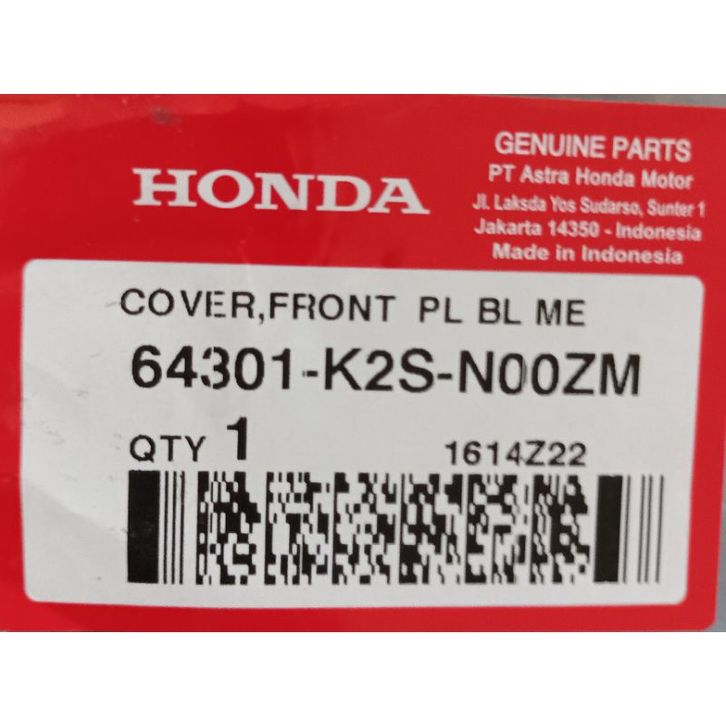 HONDA
GENUINE PARTS
PT Astra Honda Motor
Jl. Laksda Yos Sudarso, Sunter 1
Jakarta 14350 - Indonesia
Made in Indonesia
COVER,FRONT PL BL ME
64301-K2S-N00ZM
QTY 1 1614Z22